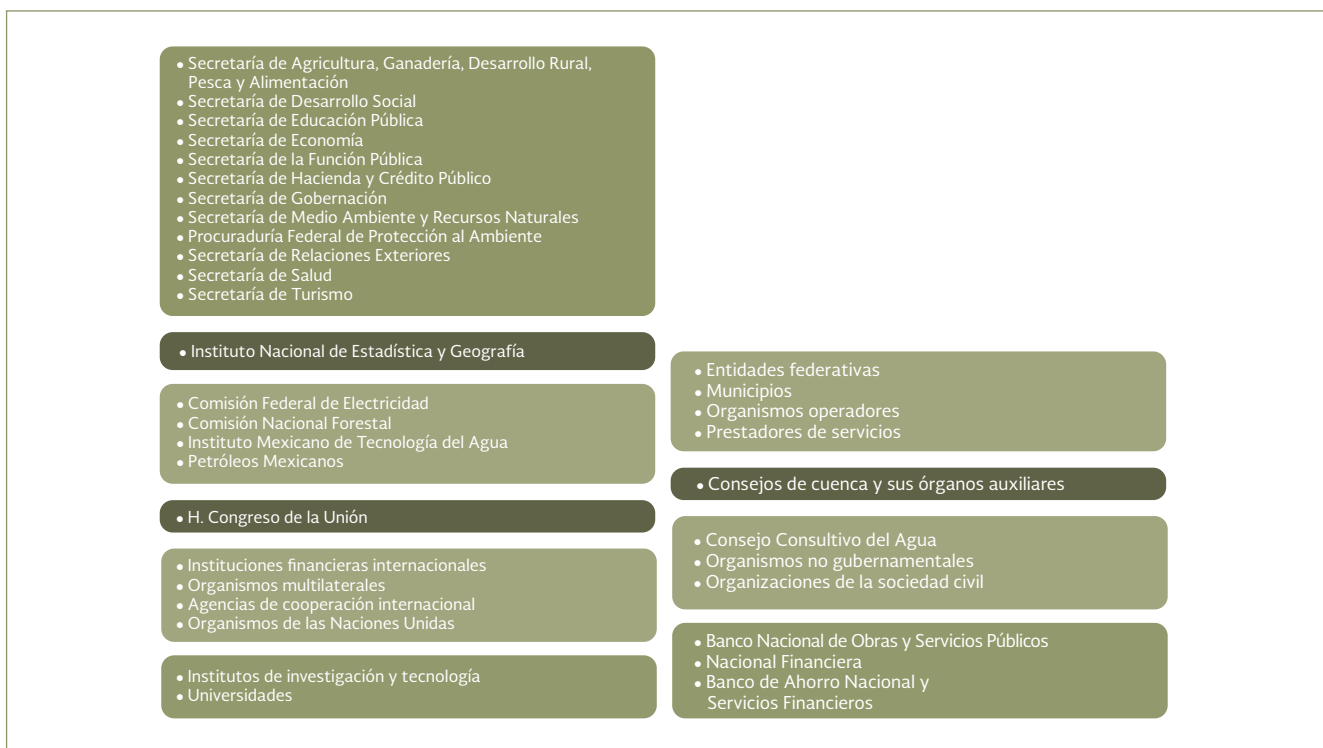 • Secretaría de Agricultura, Ganadería, Desarrollo Rural,
Pesca y Alimentación
• Secretaría de Desarrollo Social
• Secretaría de Educación Pública
• Secretaría de Economía
• Secretaría de la Función Pública
• Secretaría de Hacienda y Crédito Público
• Secretaría de Gobernación
• Secretaría de Medio Ambiente y Recursos Naturales
• Procuraduría Federal de Protección al Ambiente
• Secretaría de Relaciones Exteriores
• Secretaría de Salud
• Secretaría de Turismo
• Instituto Nacional de Estadística y Geografía
• Comisión Federal de Electricidad
• Comisión Nacional Forestal
• Instituto Mexicano de Tecnología del Agua
• Petróleos Mexicanos
• H. Congreso de la Unión
• Instituciones financieras internacionales
• Organismos multilaterales
• Agencias de cooperación internacional
• Organismos de las Naciones Unidas
• Institutos de investigación y tecnología
• Universidades
• Entidades federativas
• Municipios
• Organismos operadores
• Prestadores de servicios
• Consejos de cuenca y sus órganos auxiliares
• Consejo Consultivo del Agua
• Organismos no gubernamentales
• Organizaciones de la sociedad civil
• Banco Nacional de Obras y Servicios Públicos
• Nacional Financiera
• Banco de Ahorro Nacional y
Servicios Financieros